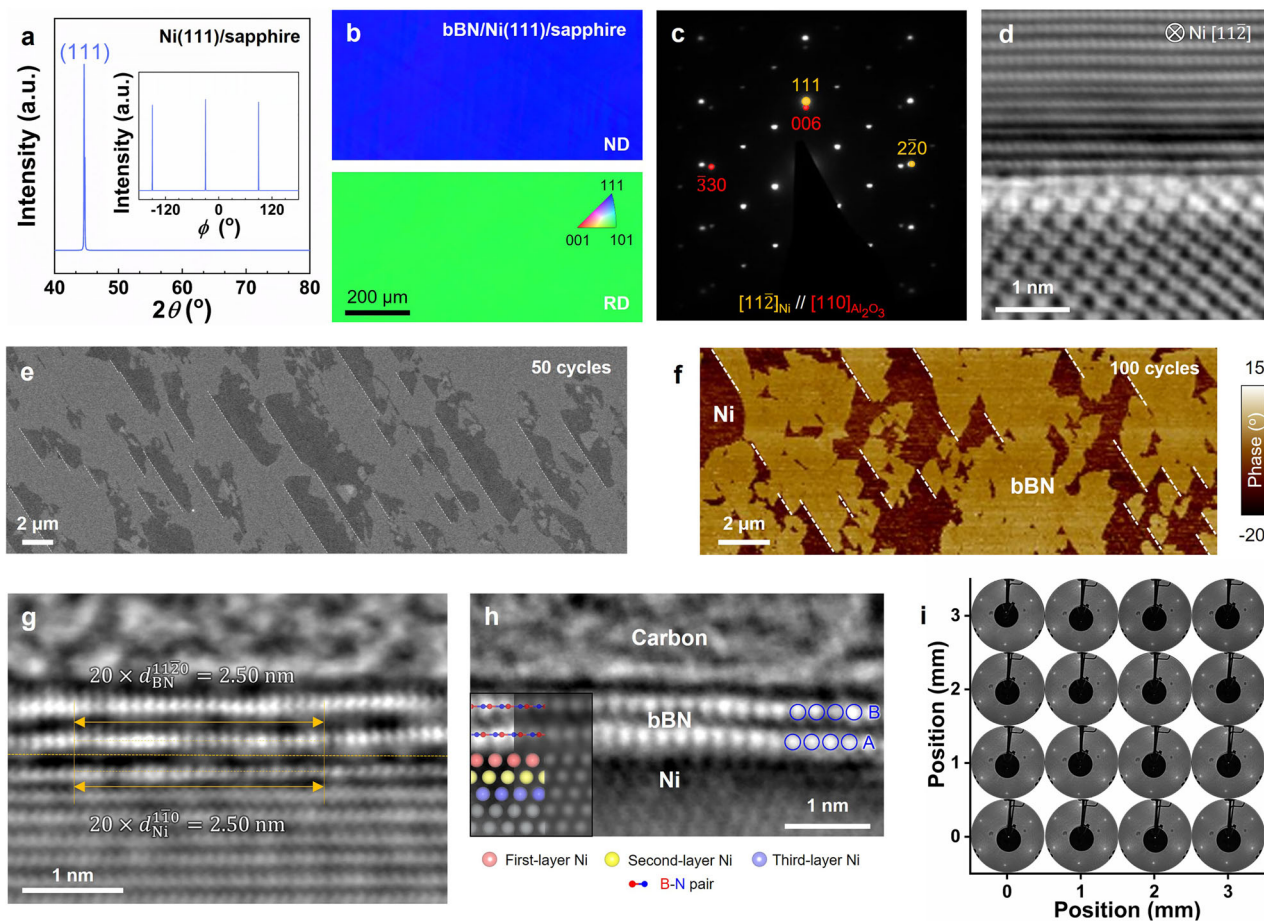 a
Ni(111)/sapphire
(111)
Intensity (a.u.)
Intensity (a.u.)
-120 0 120
ϕ (°)
40 50 60 70 80
2θ (°)
b
bBN/Ni(111)/sapphire
ND
111
001 101
200 μm
RD
c
111
006
22̅0
3̅30
[112̅]Ni // [110]Al₂O₃
d
⊗ Ni [112̅]
1 nm
e
50 cycles
2 μm
f
100 cycles
Ni
bBN
2 μm
15
Phase (°)
-20
g
20 × d_BN^{112̅0} = 2.50 nm
20 × d_Ni^{11̅0} = 2.50 nm
1 nm
h
Carbon
bBN
B
A
Ni
1 nm
First-layer Ni Second-layer Ni Third-layer Ni
B-N pair
i
Position (mm)
3
2
1
0
0 1 2 3
Position (mm)